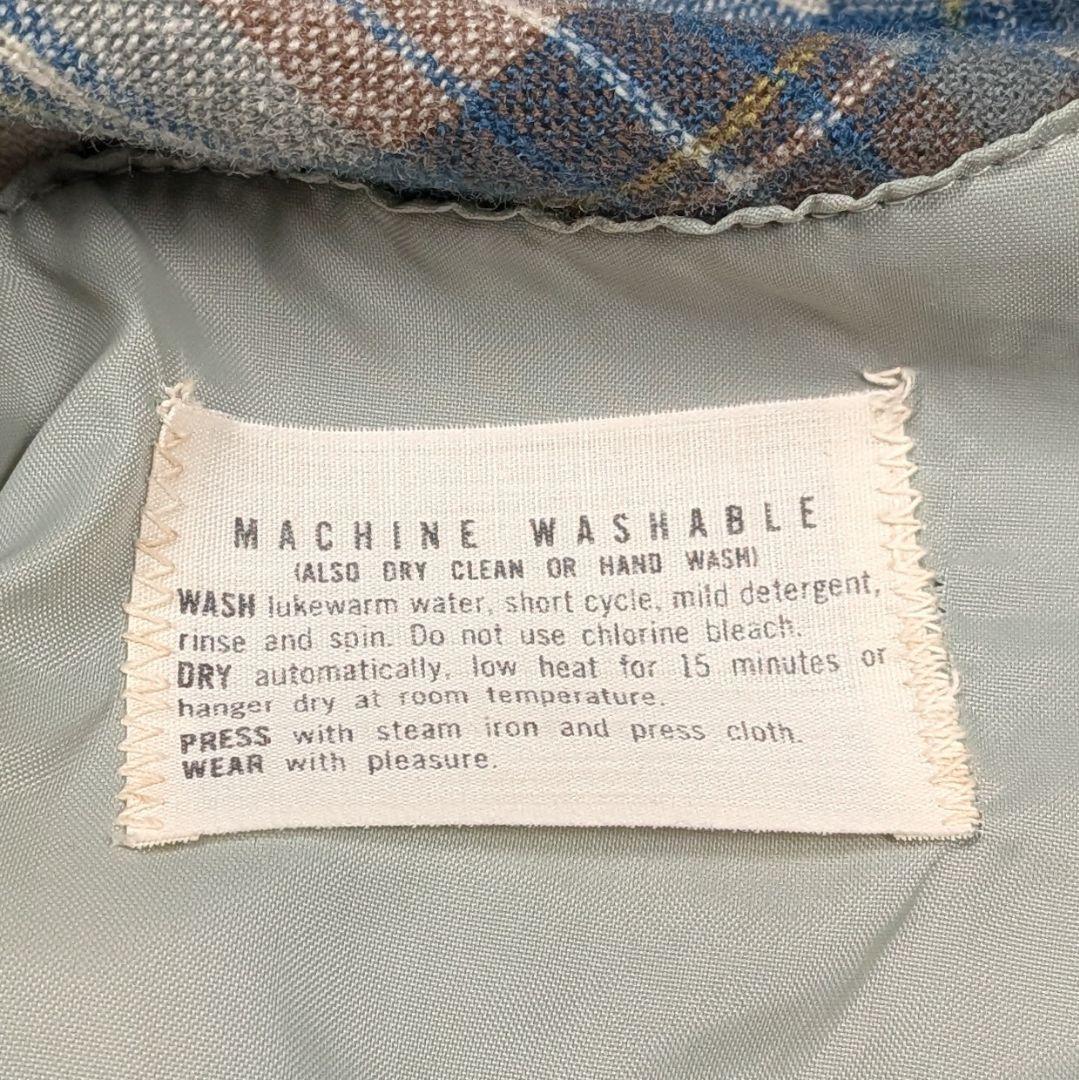 MACHINE WASHABLE
(ALSO DRY CLEAN OR HAND WASH)
WASH lukewarm water, short cycle, mild detergent,
rinse and spin. Do not use chlorine bleach.
DRY automatically, low heat for 15 minutes or
hanger dry at room temperature.
PRESS with steam iron and press cloth.
WEAR with pleasure.